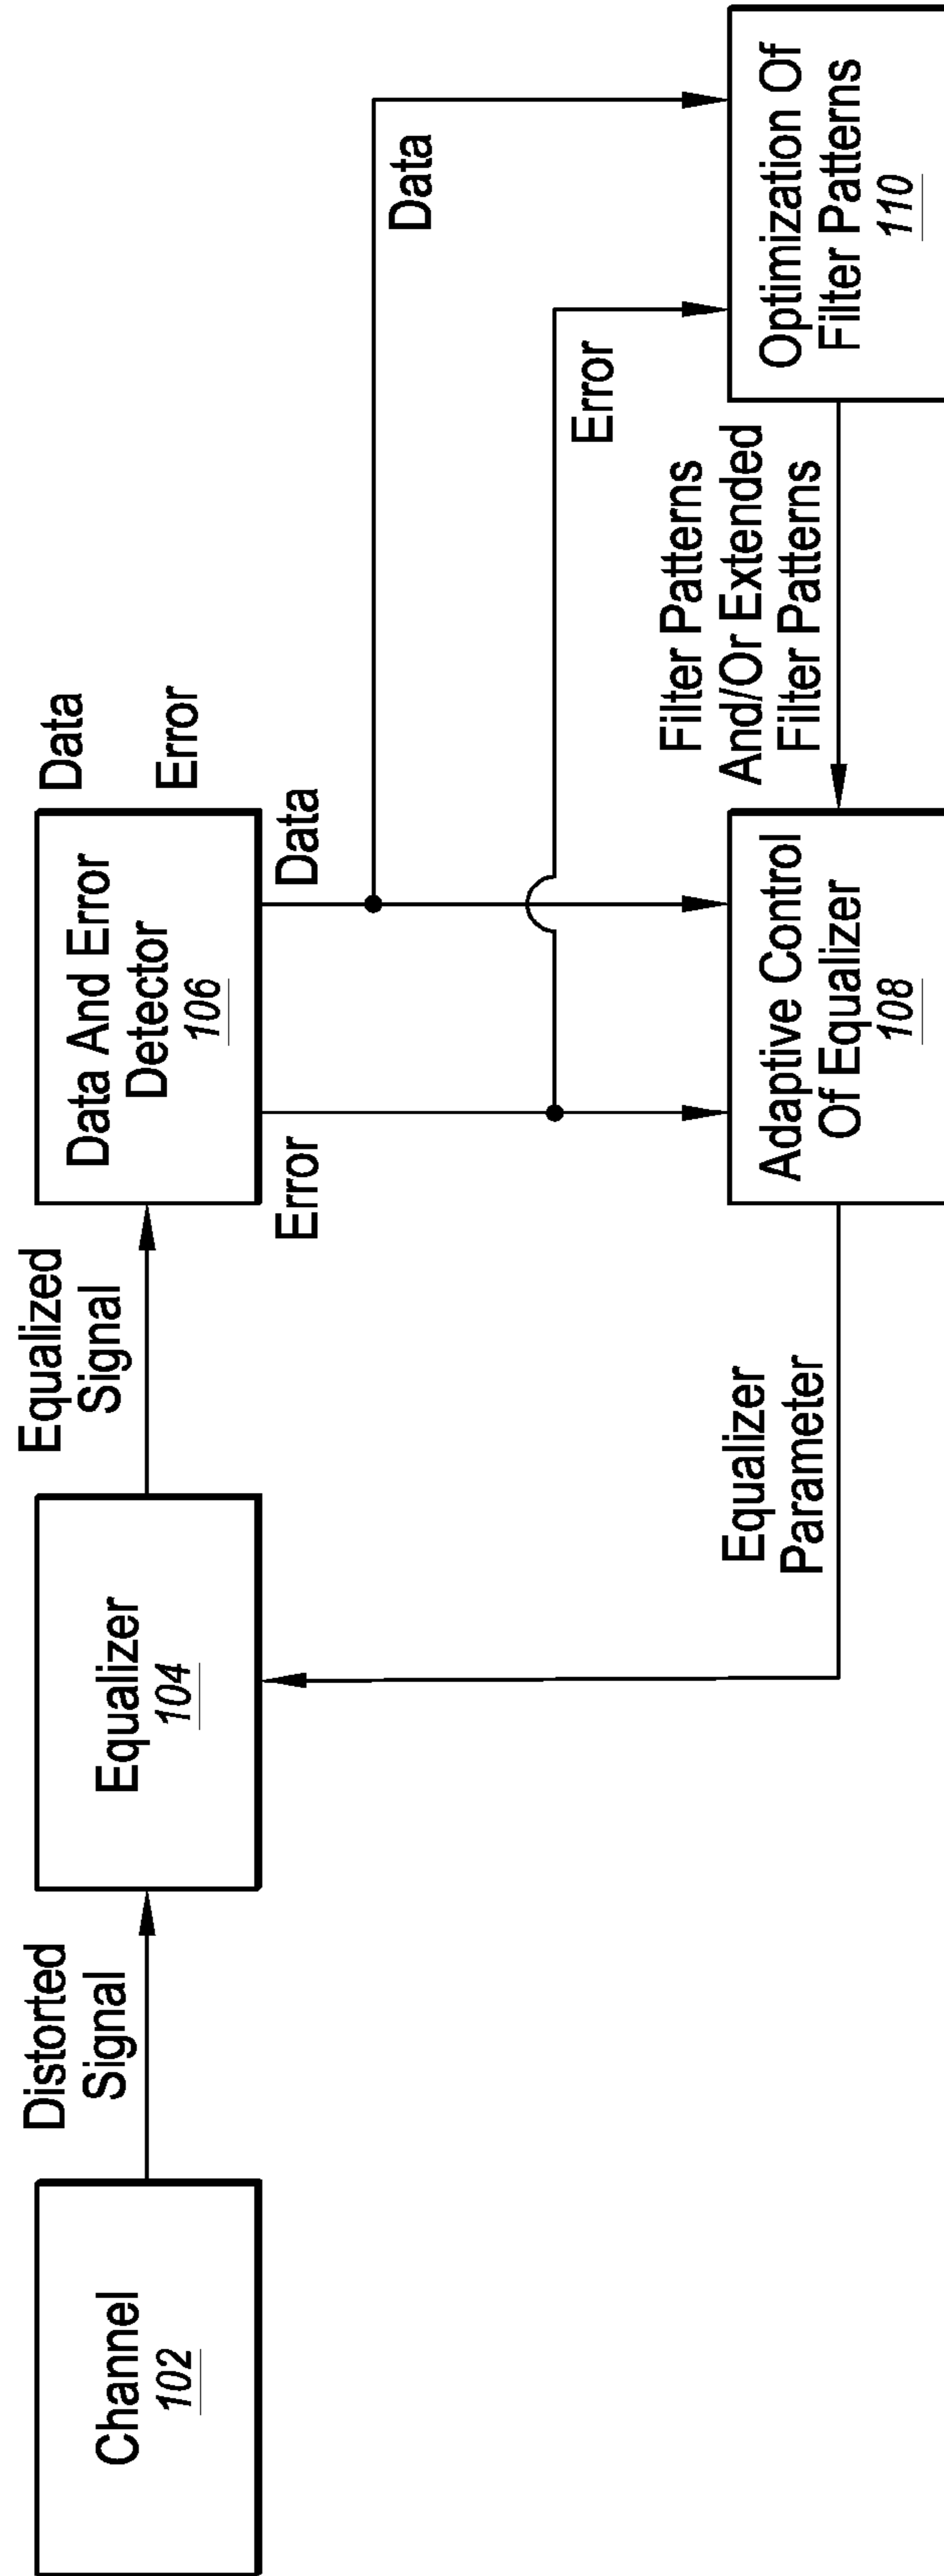 Channel
102
Distorted
Signal
Equalizer
104
Equalized
Signal
Data And Error
Detector
106
Data
Error
Error
Data
Data
Error
Equalizer
Parameter
Adaptive Control
Of Equalizer
108
Filter Patterns
And/Or Extended
Filter Patterns
Optimization Of
Filter Patterns
110